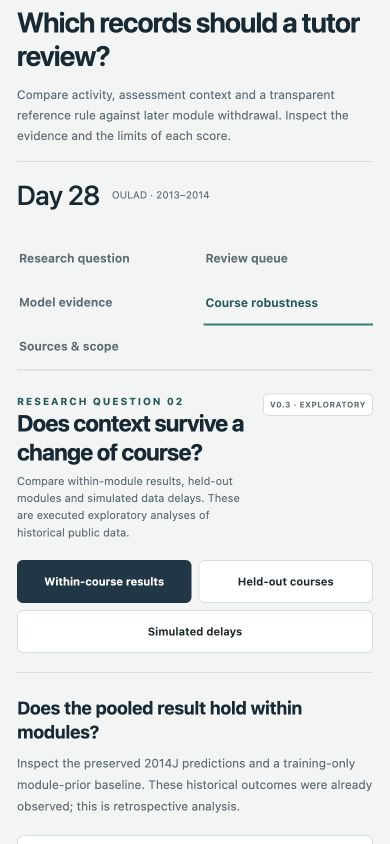 Which records should a tutor
review?
Compare activity, assessment context and a transparent
reference rule against later module withdrawal. Inspect the
evidence and the limits of each score.
Day 28 OULAD · 2013–2014
Research question
Review queue
Model evidence
Course robustness
Sources & scope
RESEARCH QUESTION 02
V0.3 · EXPLORATORY
Does context survive a
change of course?
Compare within-module results, held-out
modules and simulated data delays. These
are executed exploratory analyses of
historical public data.
Within-course results
Held-out courses
Simulated delays
Does the pooled result hold within
modules?
Inspect the preserved 2014J predictions and a training-only
module-prior baseline. These historical outcomes were already
observed; this is retrospective analysis.